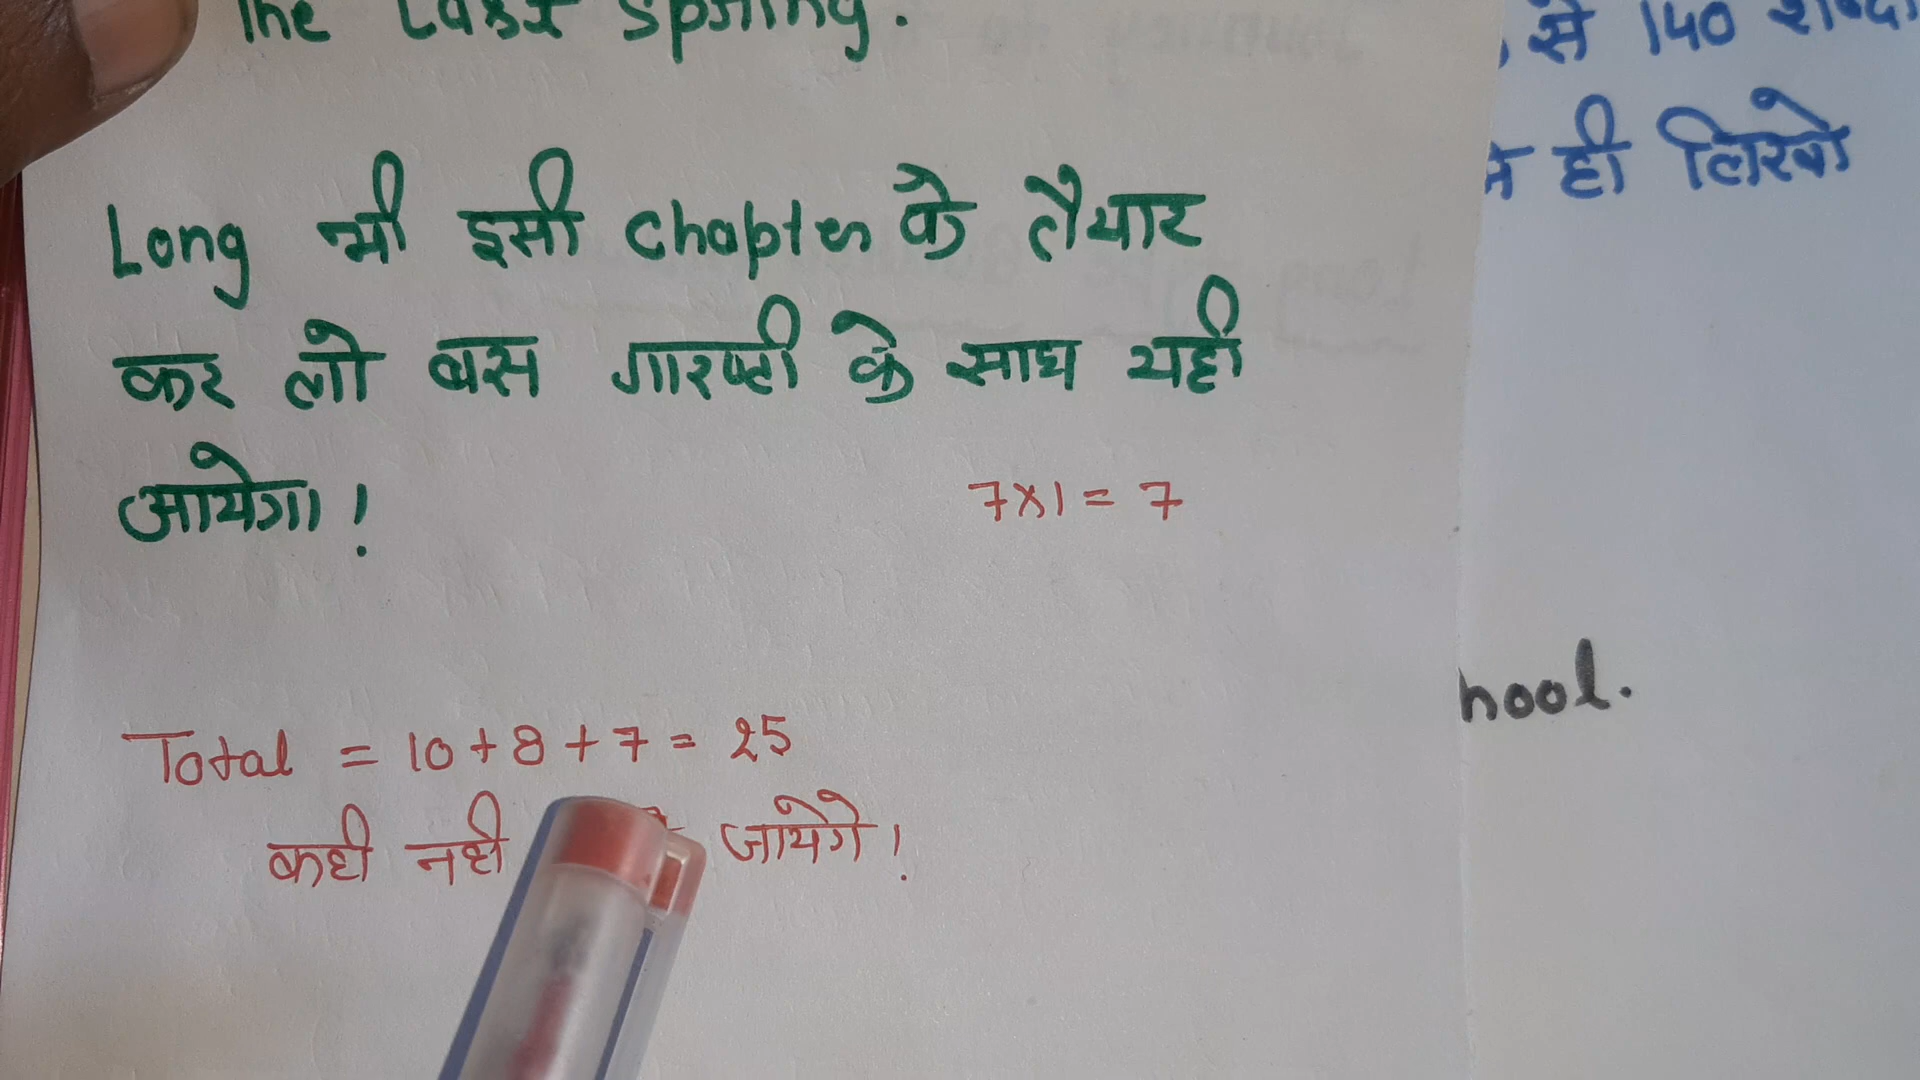 The Last Spring.
Long भी इसी Chapter के तैयार
कर लो बस गारण्टी के साथ यही
आयेगा!
7×1 = 7
Total = 10+8+7 = 25
कही नही जायेगे!
से 140
ही लिखो
hool.